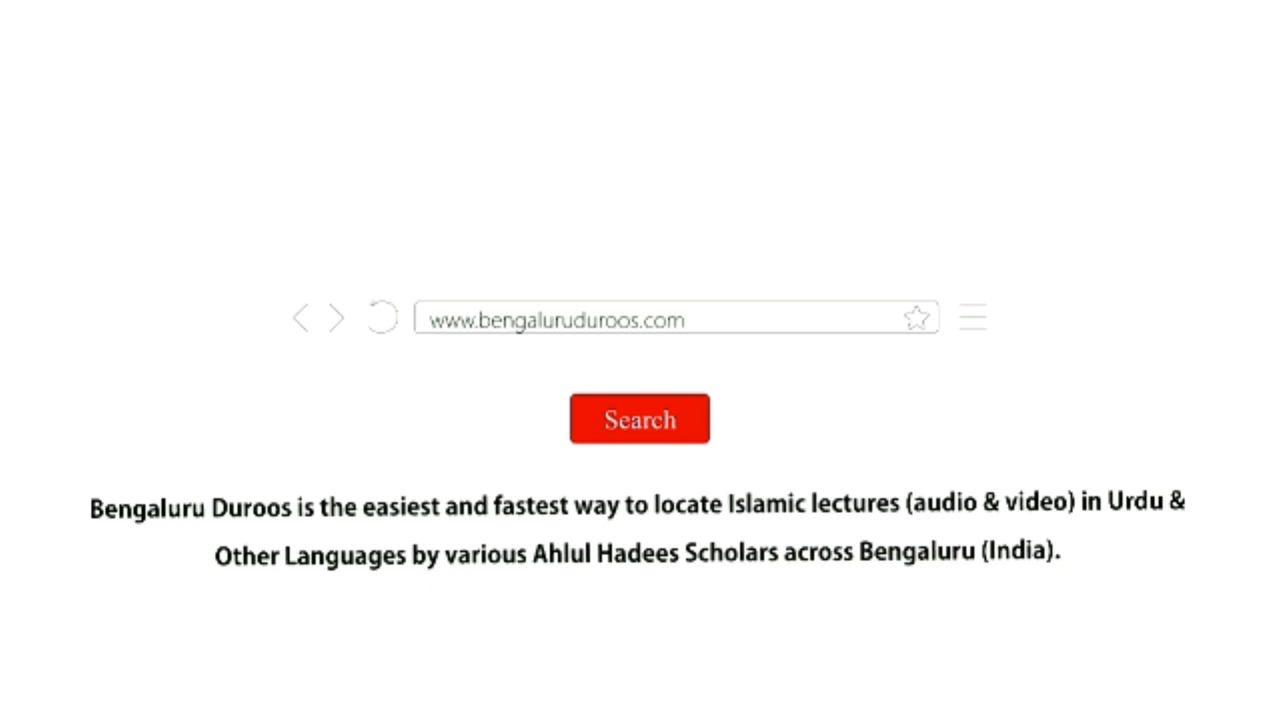 www.bengaluruduroos.com
Search
Bengaluru Duroos is the easiest and fastest way to locate Islamic lectures (audio & video) in Urdu &
Other Languages by various Ahlul Hadees Scholars across Bengaluru (India).